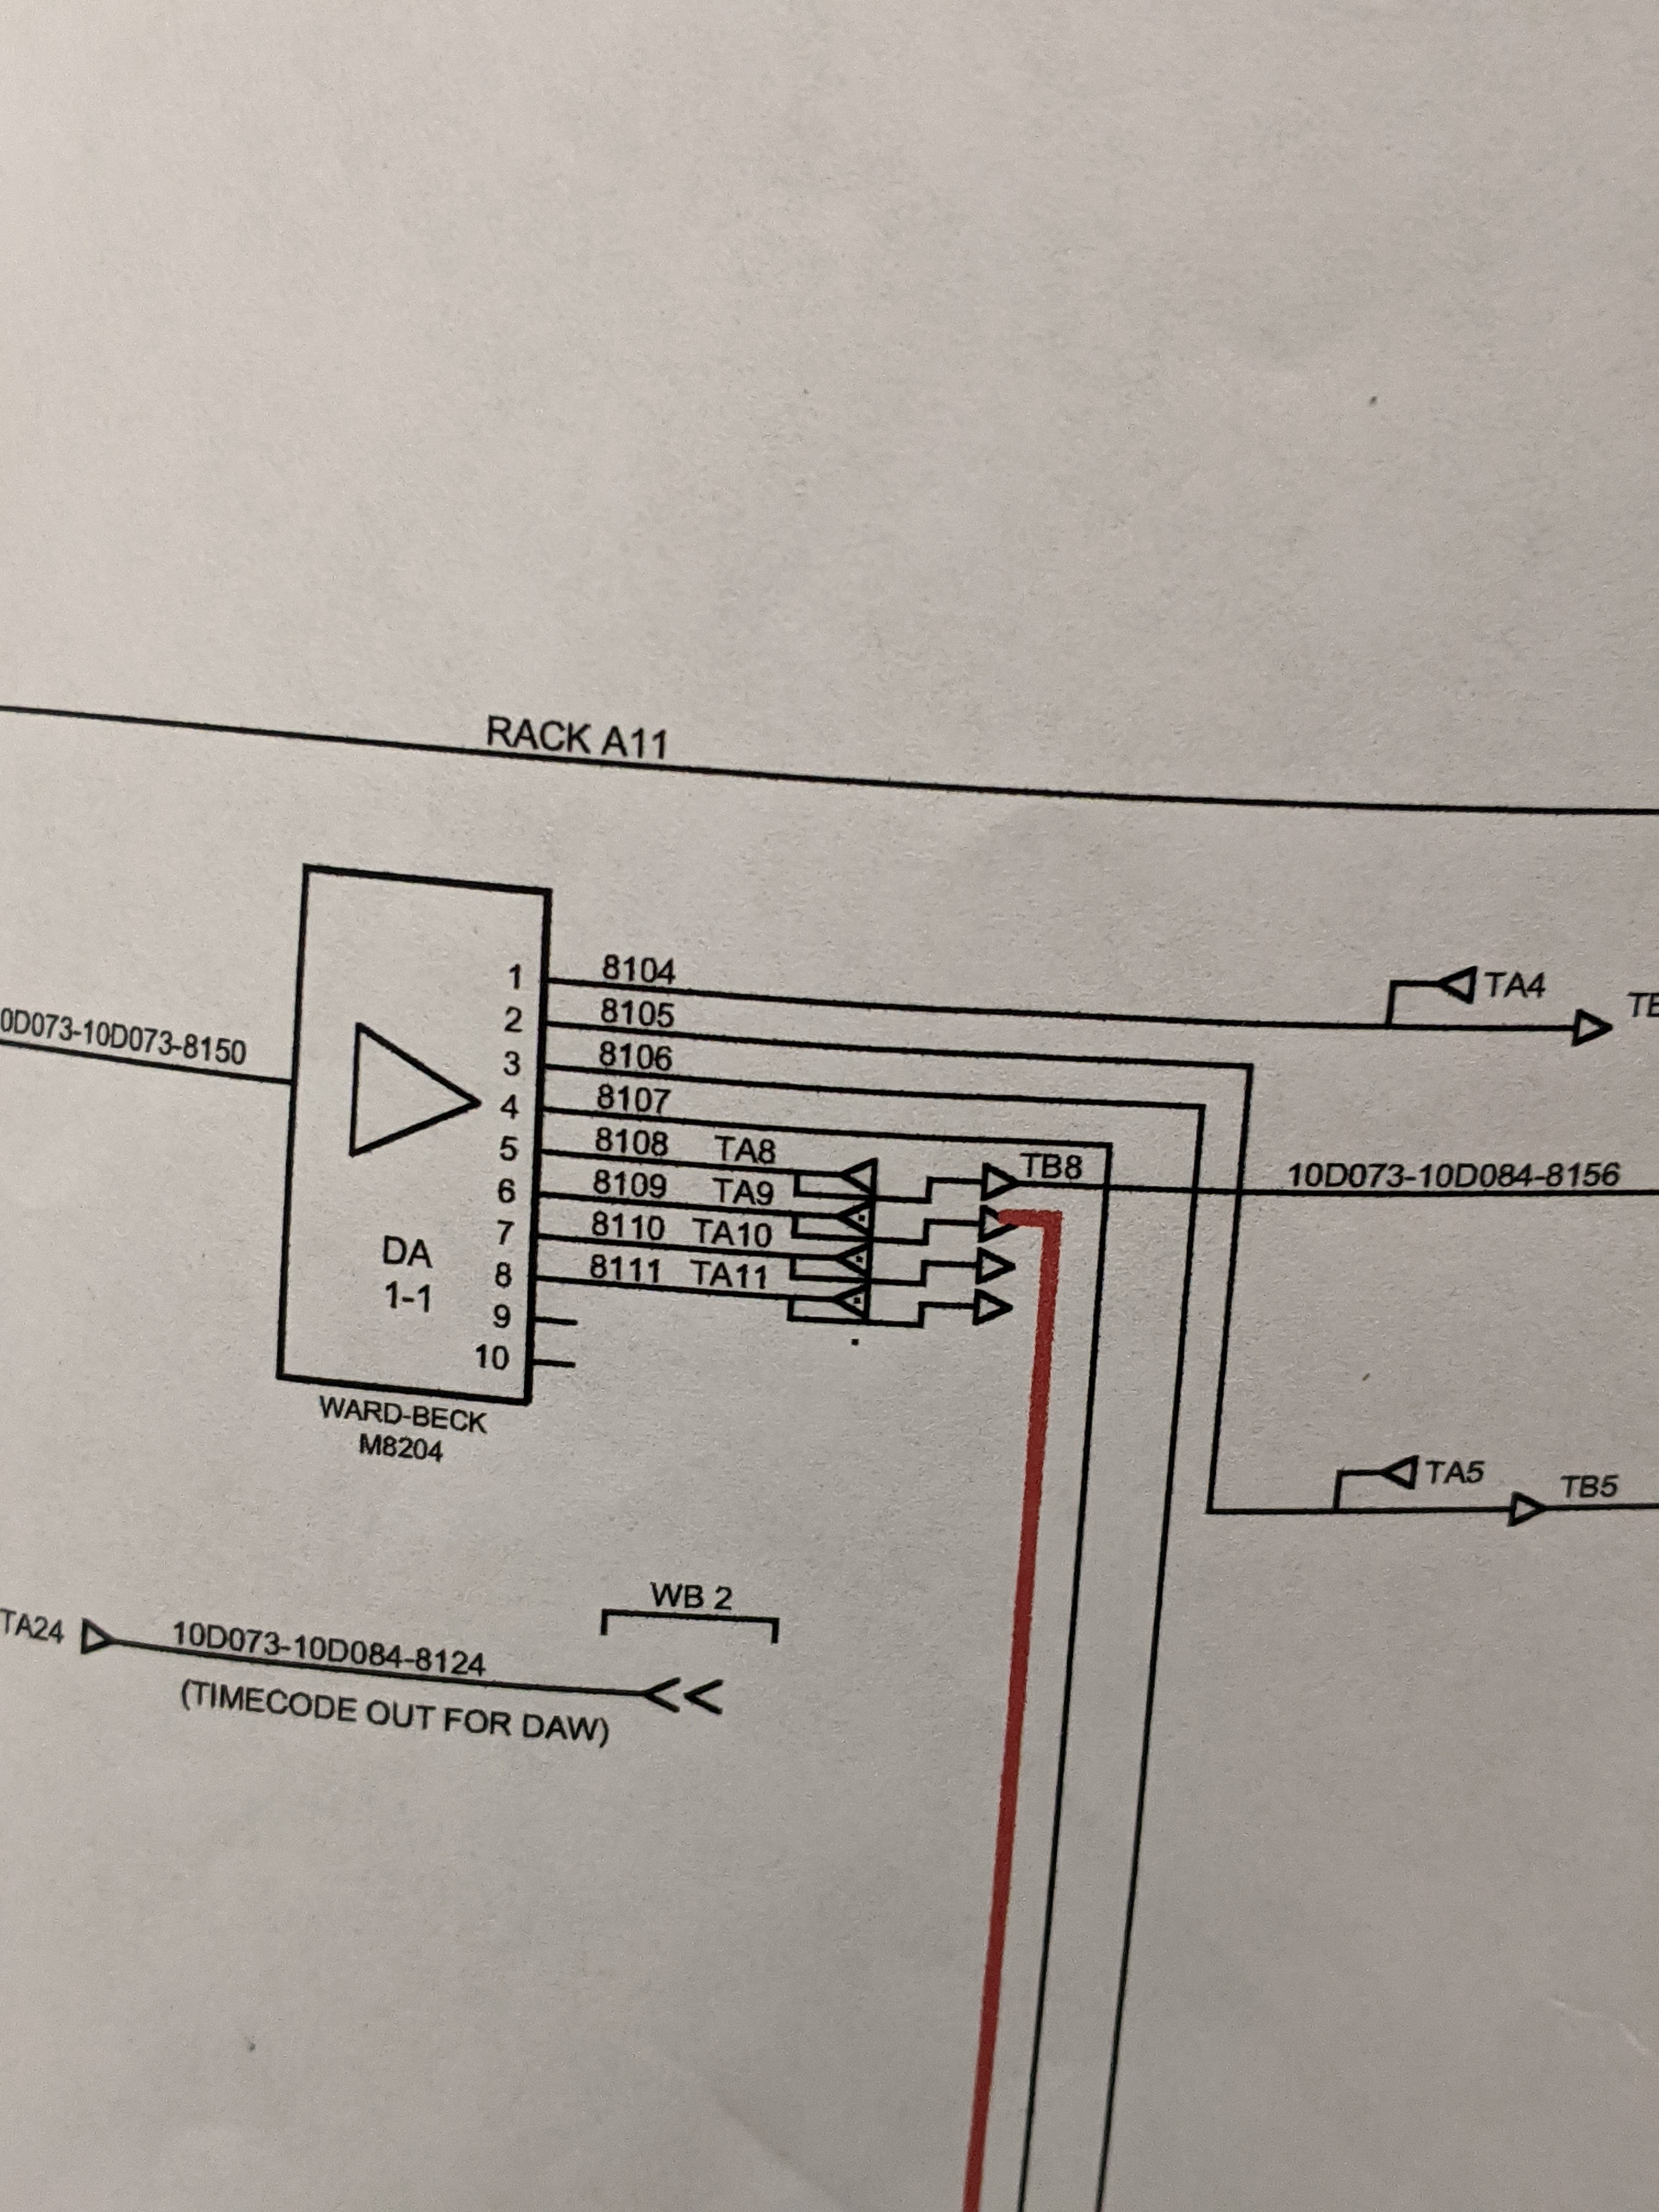 RACK A11
1 8104 TA4
2 8105
0D073-10D073-8150
3 8106
4 8107
5 8108 TA8 TB8
10D073-10D084-8156
6 8109 TA9
7 8110 TA10
8 8111 TA11
9
10
DA
1-1
WARD-BECK
M8204
TA5 TB5
WB 2
TA24 10D073-10D084-8124
(TIMECODE OUT FOR DAW)